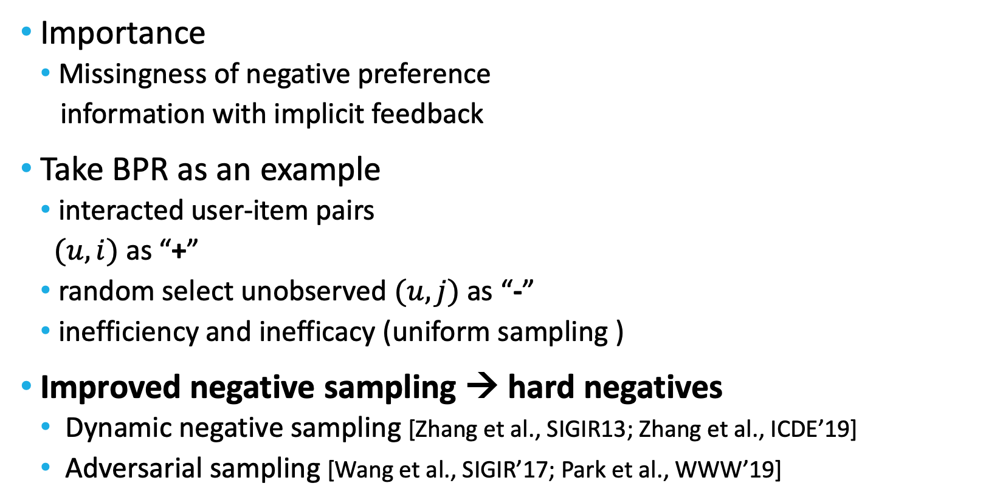 • Importance
• Missingness of negative preference
information with implicit feedback
• Take BPR as an example
• interacted user-item pairs
(u, i) as “+”
• random select unobserved (u, j) as “-”
• inefficiency and inefficacy (uniform sampling )
• Improved negative sampling → hard negatives
• Dynamic negative sampling [Zhang et al., SIGIR13; Zhang et al., ICDE’19]
• Adversarial sampling [Wang et al., SIGIR’17; Park et al., WWW’19]